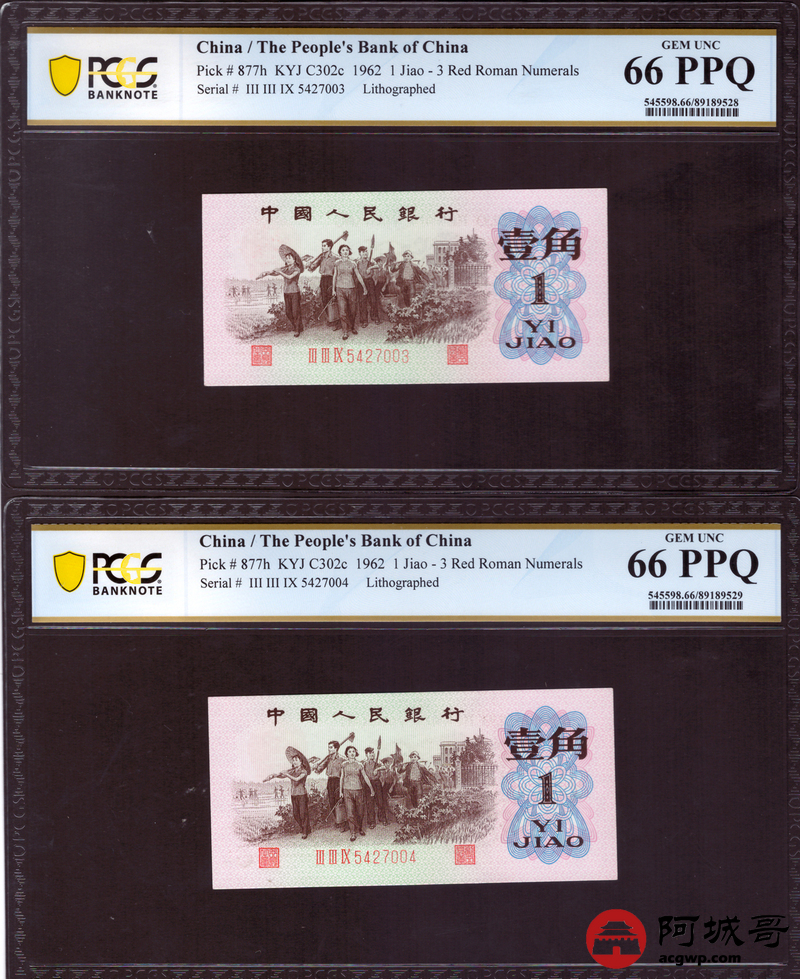 PCGS
BANKNOTE
China / The People's Bank of China
Pick # 877h KYJ C302c 1962 1 Jiao - 3 Red Roman Numerals
Serial # III III IX 5427003 Lithographed
GEM UNC
66 PPQ
545598.66/89189528
中國人民銀行
壹角
1
YI
JIAO
III III IX 5427003
PCGS
BANKNOTE
China / The People's Bank of China
Pick # 877h KYJ C302c 1962 1 Jiao - 3 Red Roman Numerals
Serial # III III IX 5427004 Lithographed
GEM UNC
66 PPQ
545598.66/89189529
中國人民銀行
壹角
1
YI
JIAO
III III IX 5427004
阿城哥
acgwp.com